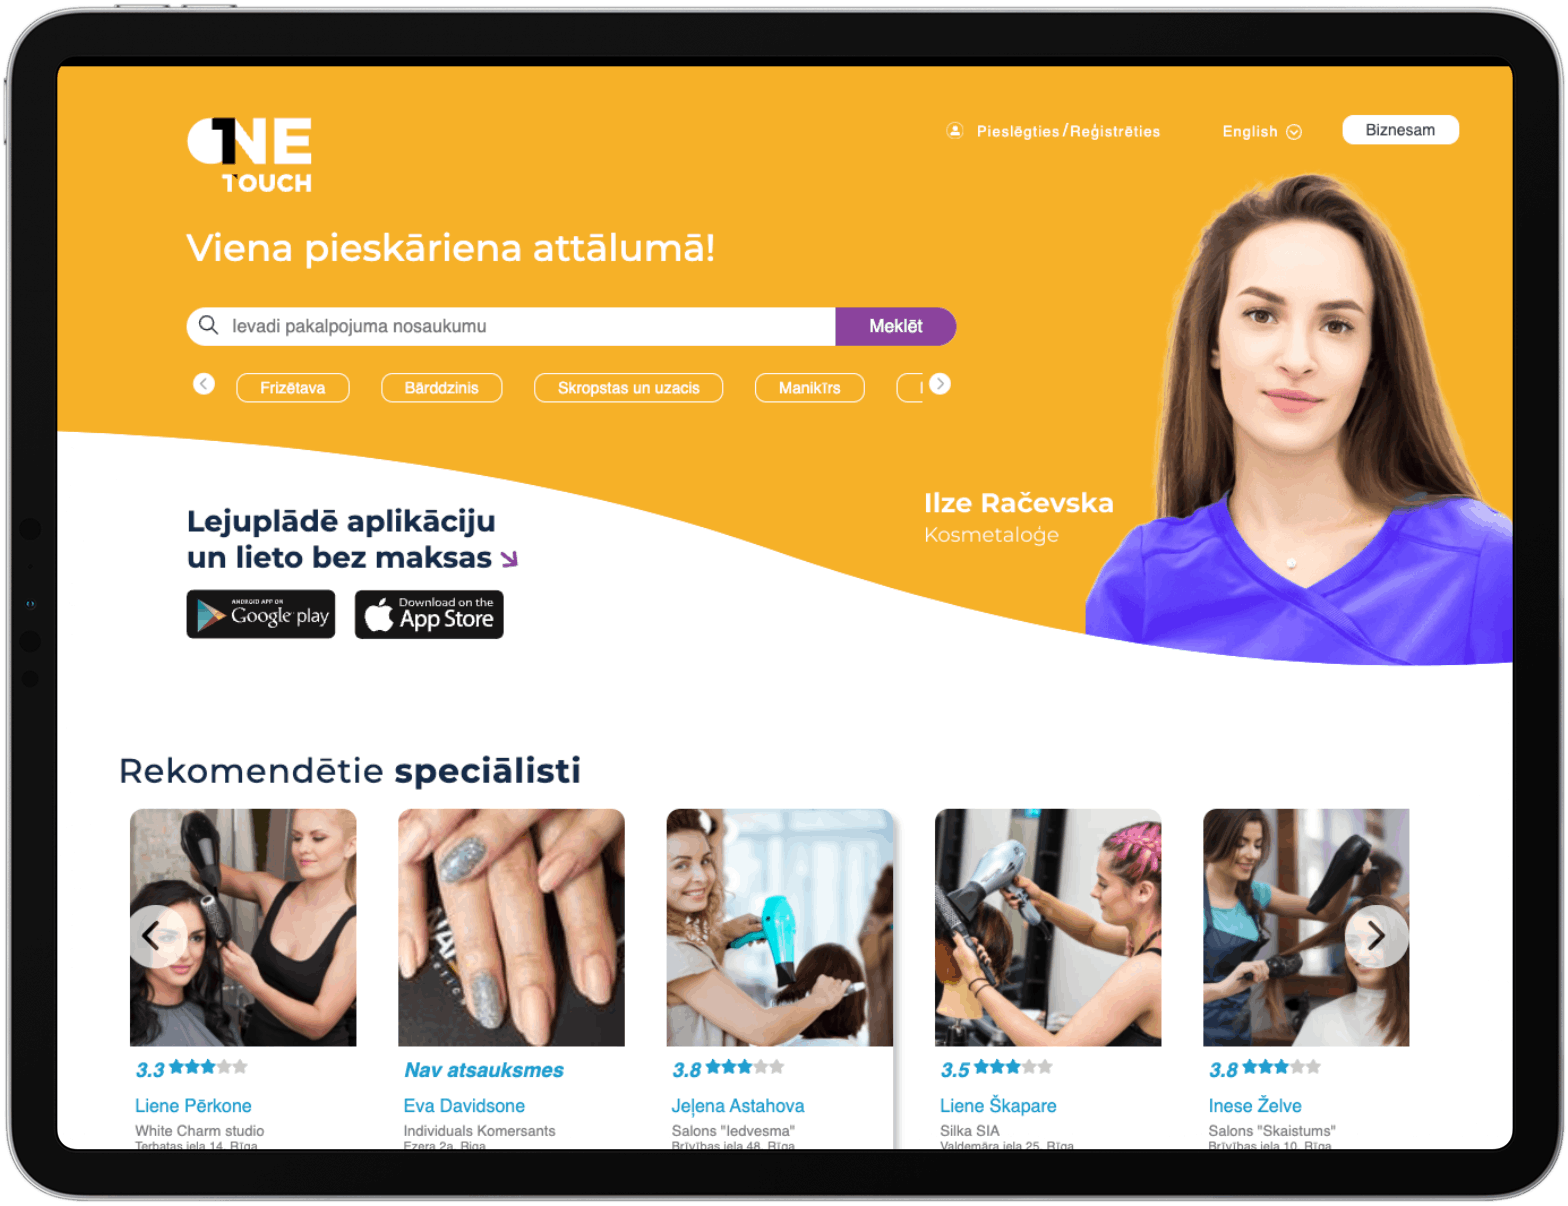 ONE
TOUCH
Pieslēgties/Reģistrēties
English
Biznesam
Viena pieskāriena attālumā!
Ievadi pakalpojuma nosaukumu
Meklēt
Frizētava
Bārddzinis
Skropstas un uzacis
Manikīrs
Ilze Račevska
Kosmetaloģe
Lejuplādē aplikāciju
un lieto bez maksas
ANDROID APP ON
Google play
Download on the
App Store
Rekomendētie speciālisti
3.3
Liene Pērkone
White Charm studio
Terbatas iela 14, Rīga
Nav atsauksmes
Eva Davidsone
Individuals Komersants
Ezera 2a, Riga
3.8
Jeļena Astahova
Salons "Iedvesma"
Brīvības iela 48, Rīga
3.5
Liene Škapare
Silka SIA
Valdemāra iela 25, Rīga
3.8
Inese Želve
Salons "Skaistums"
Brīvības iela 10, Rīga